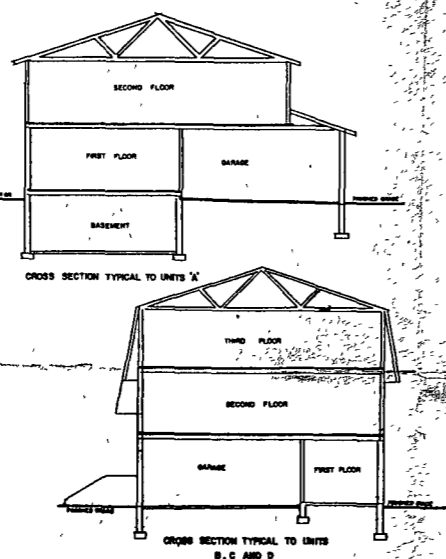 SECOND FLOOR
FIRST FLOOR
GARAGE
FINISHED GRADE
BASEMENT
CROSS SECTION TYPICAL TO UNITS "A"
THIRD FLOOR
SECOND FLOOR
GARAGE
FIRST FLOOR
FINISHED GRADE
FINISHED GRADE
CROSS SECTION TYPICAL TO UNITS
B, C AND D